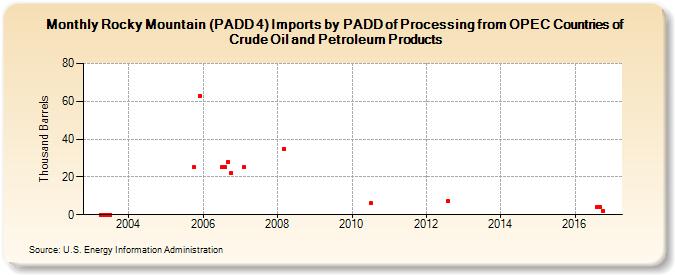 Monthly Rocky Mountain (PADD 4) Imports by PADD of Processing from OPEC Countries of
Crude Oil and Petroleum Products
Thousand Barrels
80
60
40
20
0
2004 2006 2008 2010 2012 2014 2016
Source: U.S. Energy Information Administration